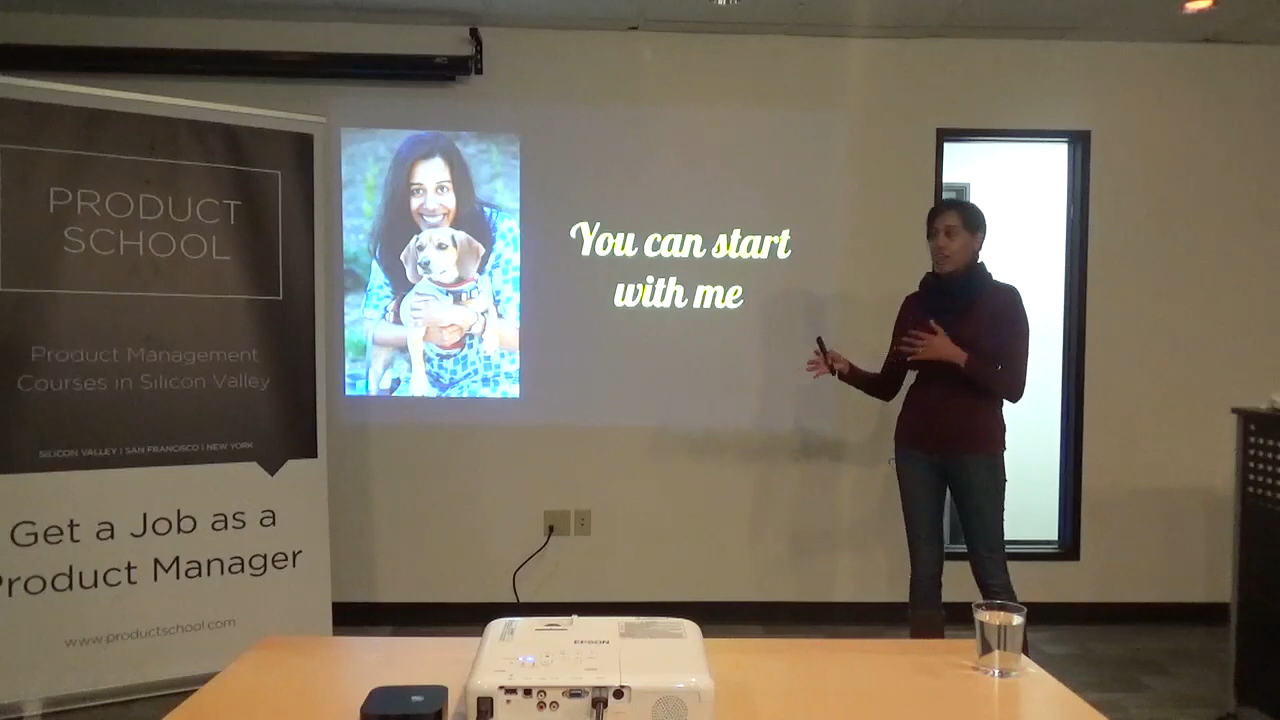 PRODUCT
SCHOOL
Product Management
Courses in Silicon Valley
SILICON VALLEY | SAN FRANCISCO | NEW YORK
Get a Job as a
Product Manager
www.productschool.com
You can start
with me
EPSON